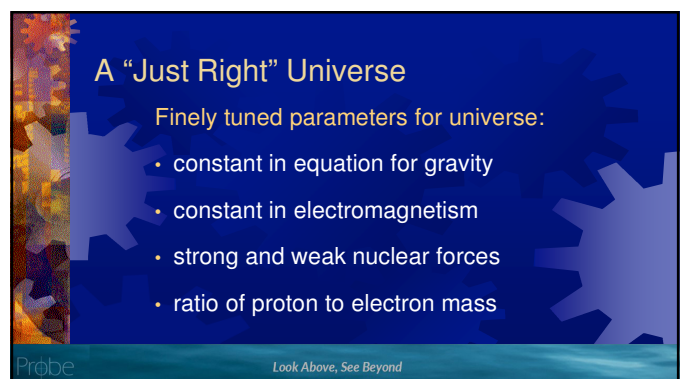 A “Just Right” Universe
Finely tuned parameters for universe:
• constant in equation for gravity
• constant in electromagnetism
• strong and weak nuclear forces
• ratio of proton to electron mass
Probe
Look Above, See Beyond